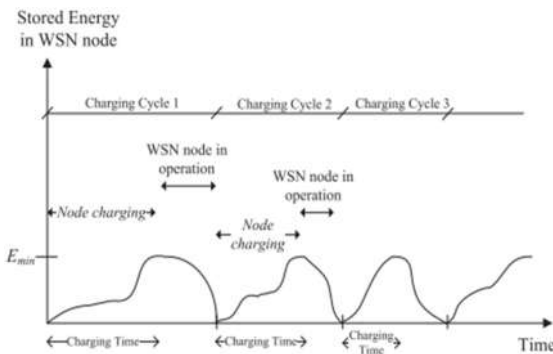 Stored Energy
in WSN node
Charging Cycle 1
Charging Cycle 2
Charging Cycle 3
WSN node in
operation
WSN node in
operation
Node charging
Node
charging
Emin
Time
Charging Time
Charging Time
Charging
Time